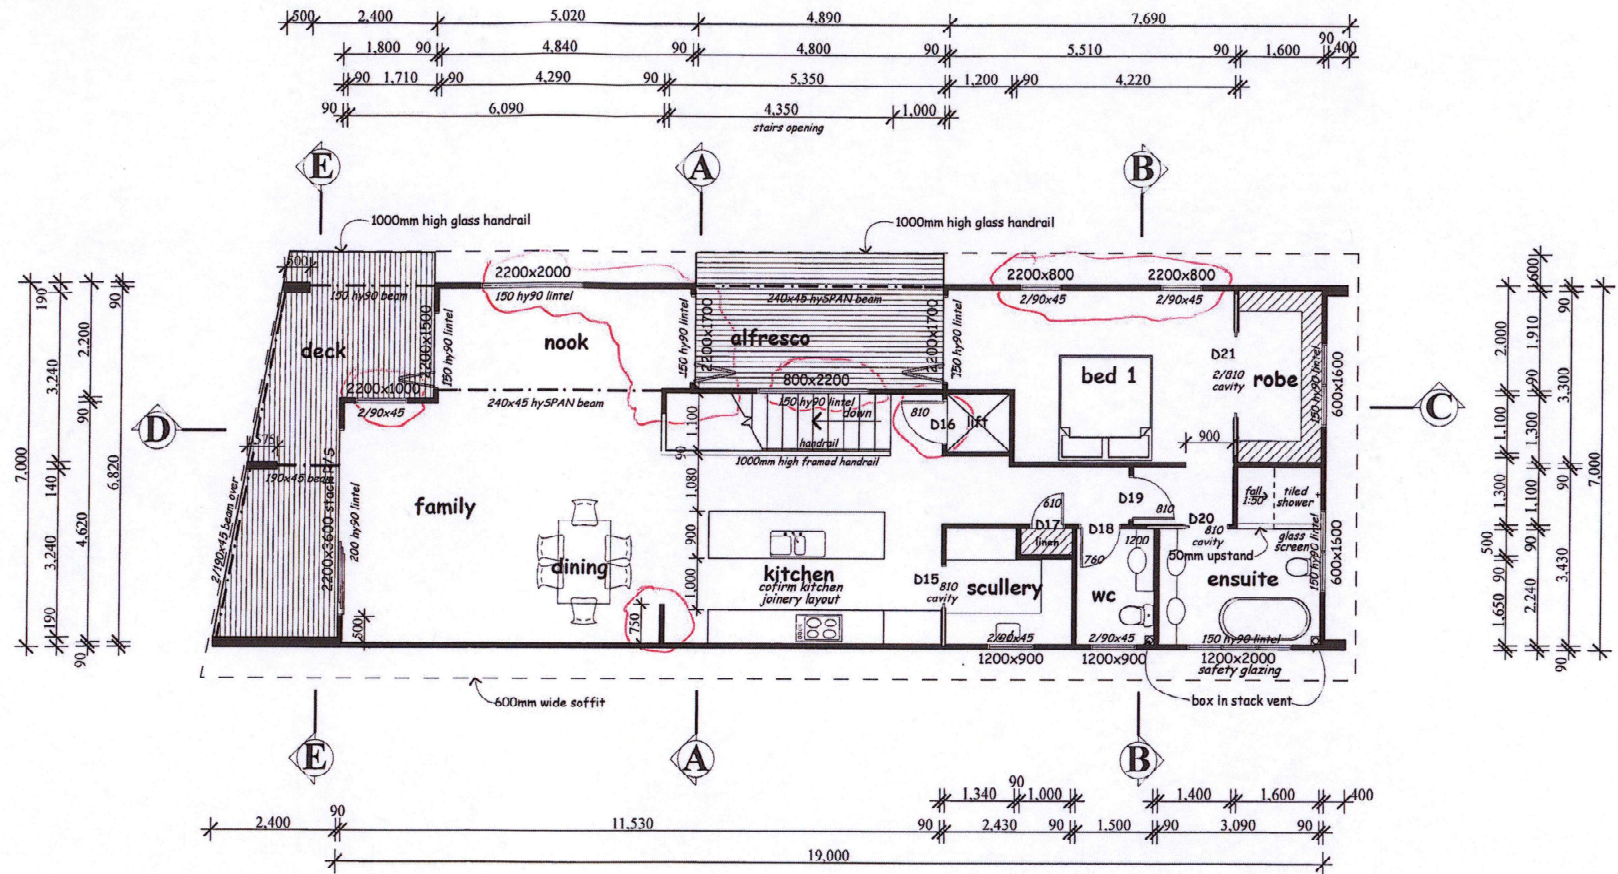 500 2,400 5,020 4,890 7,690
1,800 90 4,840 90 4,800 90 5,510 90 1,600 90 400
90 1,710 90 4,290 90 5,350 1,200 90 4,220
90 6,090 4,350 1,000
stairs opening
E A B
1000mm high glass handrail
1000mm high glass handrail
500
2200x2000
2200x800
2200x800
150 hy90 beam
150 hy90 lintel
240x45 hySPAN beam
2/90x45
2/90x45
2200x1500
150 hy90 lintel
150 hy90 lintel
2200x1700
2200x1700
150 hy90 lintel
deck
nook
alfresco
bed 1
D21
2/810
cavity
robe
150 hy90 lintel
600x1600
2200x1000
2/90x45
240x45 hySPAN beam
800x2200
150 hy90 lintel
down
810
D16
lift
1,100
handrail
90
1000mm high framed handrail
900
D
C
575
190x45 beam
2/190x45 beam over
2200x3600 stack
200 hy90 lintel
family
dining
1,080
900
1,000
kitchen
cofirm kitchen
joinery layout
D15
810
cavity
scullery
610
D17
linen
D18
760
D19
810
1200
wc
D20
810
cavity
50mm upstand
fall
1:50
tiled
shower
glass
screen
ensuite
150 hy90 lintel
600x1500
500
750
2/90x45
2/90x45
150 hy90 lintel
1200x900
1200x900
1200x2000
safety glazing
600mm wide soffit
box in stack vent
E A B
7,000
190 3,240 140 3,240 190
2,200 90 4,620 90
90 6,820
600
2,000 1,100 1,300 500 1,650
1,910 90 1,300 1,100 90 2,240
90 3,300 90 3,430 90
7,000
1,340 90 1,000 1,400 1,600 400
2,400 90 11,530 90 2,430 90 1,500 90 3,090 90
19,000